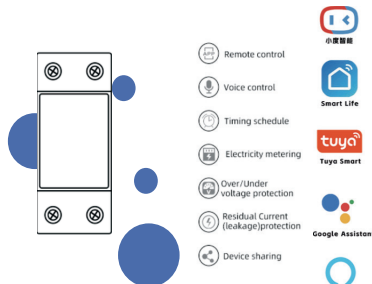 Remote control
Voice control
Timing schedule
Electricity metering
Over/Under
voltage protection
Residual Current
(leakage)protection
Device sharing
小度智能
Smart Life
tuya
Tuya Smart
Google Assistan